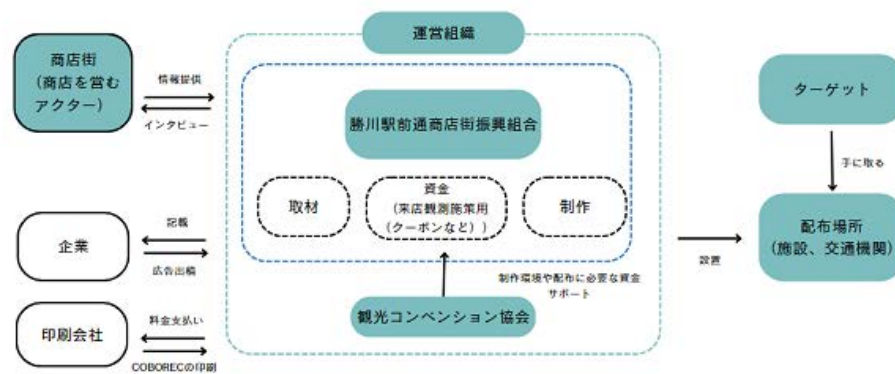 運営組織
商店街
(商店を営む
アクター)
情報提供
インタビュー
勝川駅前通商店街振興組合
ターゲット
手に取る
取材
資金
(来店観測施策用
(クーポンなど))
制作
配布場所
(施設、交通機関)
企業
記載
広告出稿
設置
制作環境や配布に必要な資金
サポート
観光コンベンション協会
印刷会社
料金支払い
COBORECの印刷